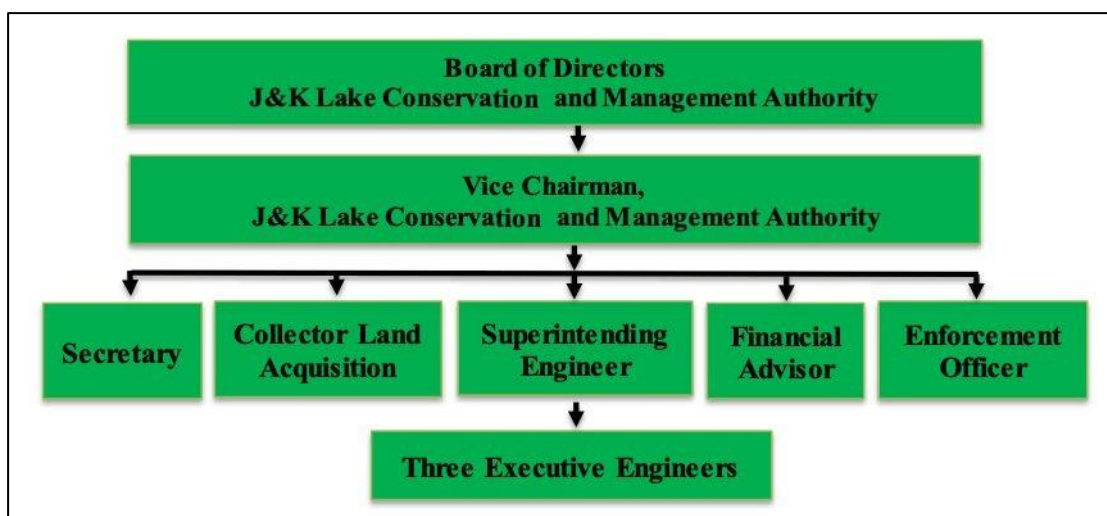 Board of Directors
J&K Lake Conservation and Management Authority
Vice Chairman,
J&K Lake Conservation and Management Authority
Secretary
Collector Land
Acquisition
Superintending
Engineer
Financial
Advisor
Enforcement
Officer
Three Executive Engineers